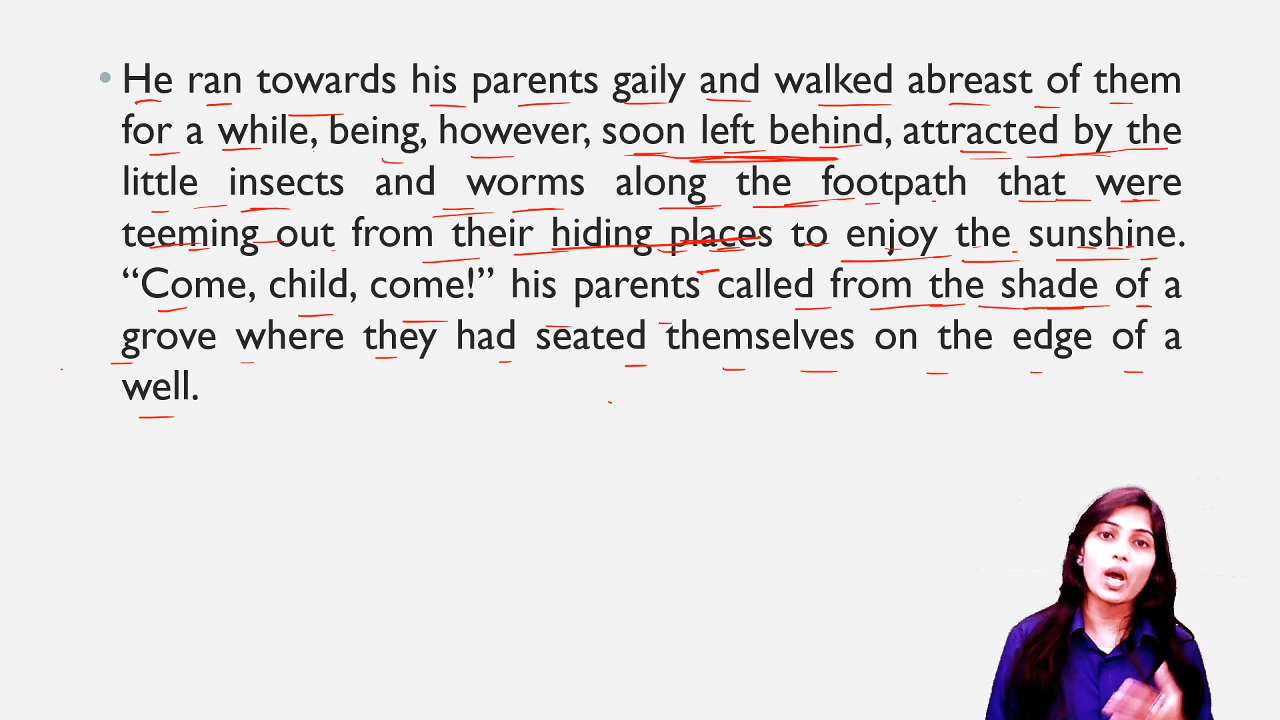 • He ran towards his parents gaily and walked abreast of them
for a while, being, however, soon left behind, attracted by the
little insects and worms along the footpath that were
teeming out from their hiding places to enjoy the sunshine.
“Come, child, come!” his parents called from the shade of a
grove where they had seated themselves on the edge of a
well.